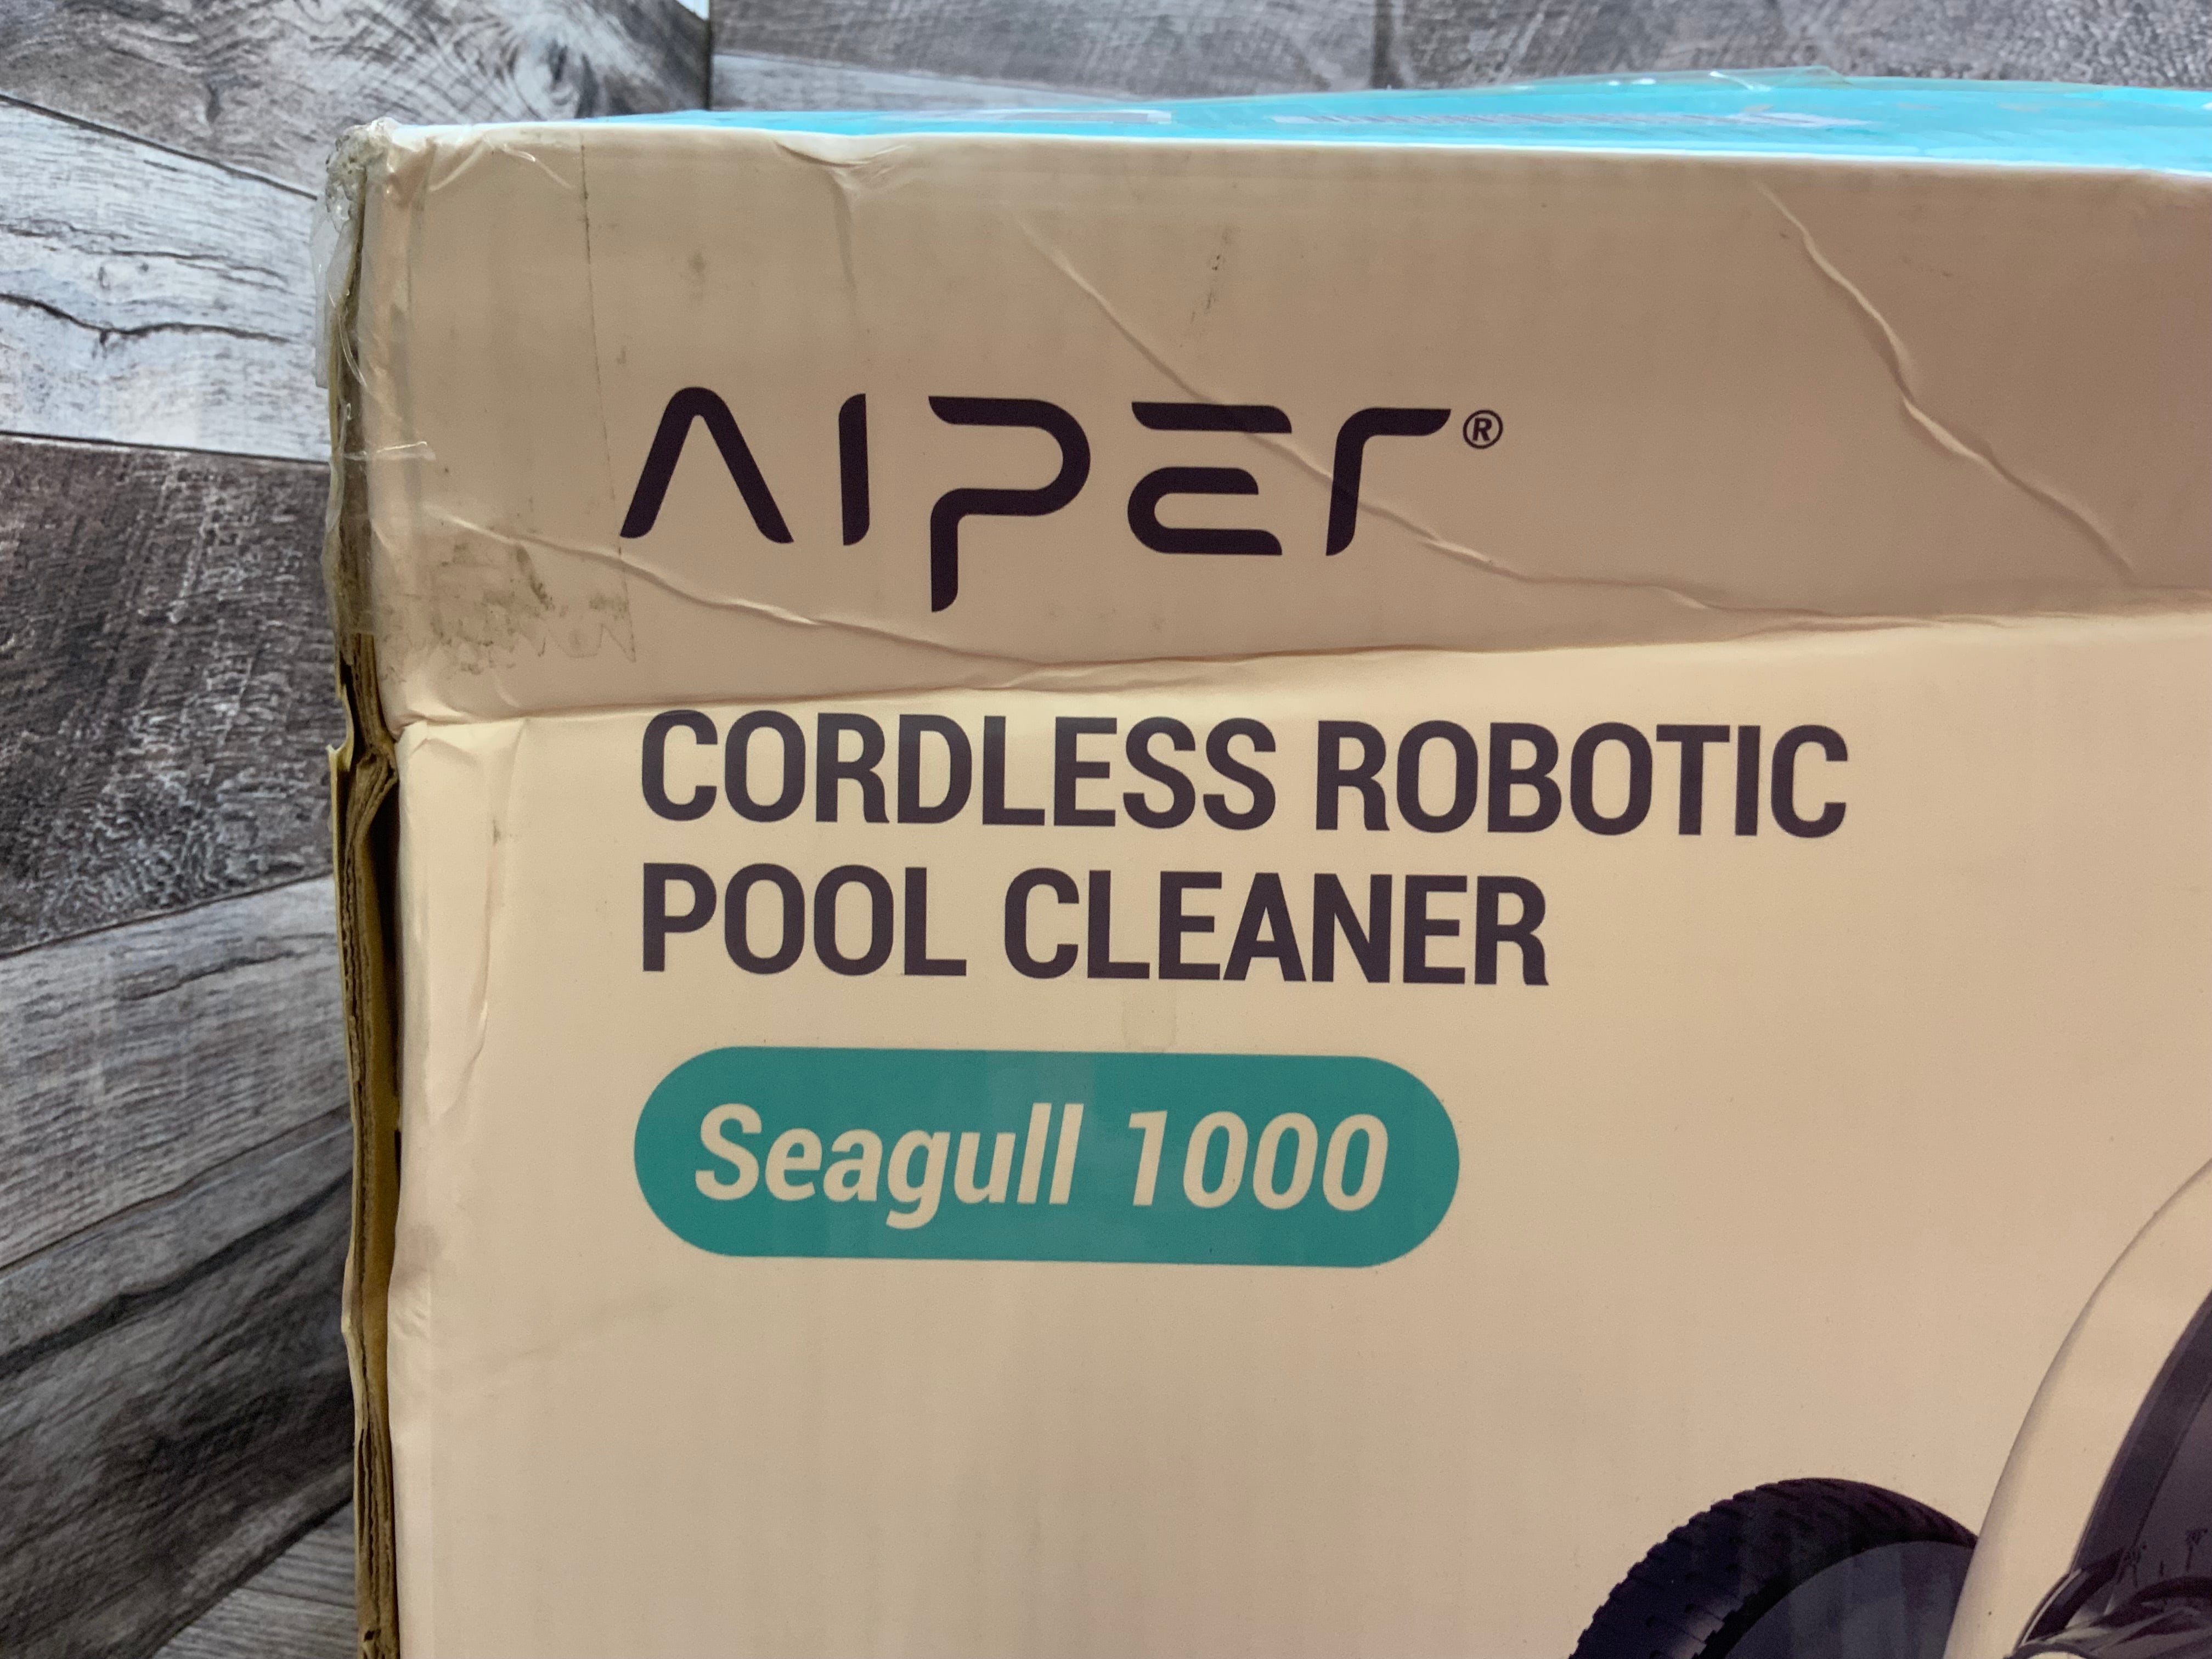 AIPER®
CORDLESS ROBOTIC
POOL CLEANER
Seagull 1000